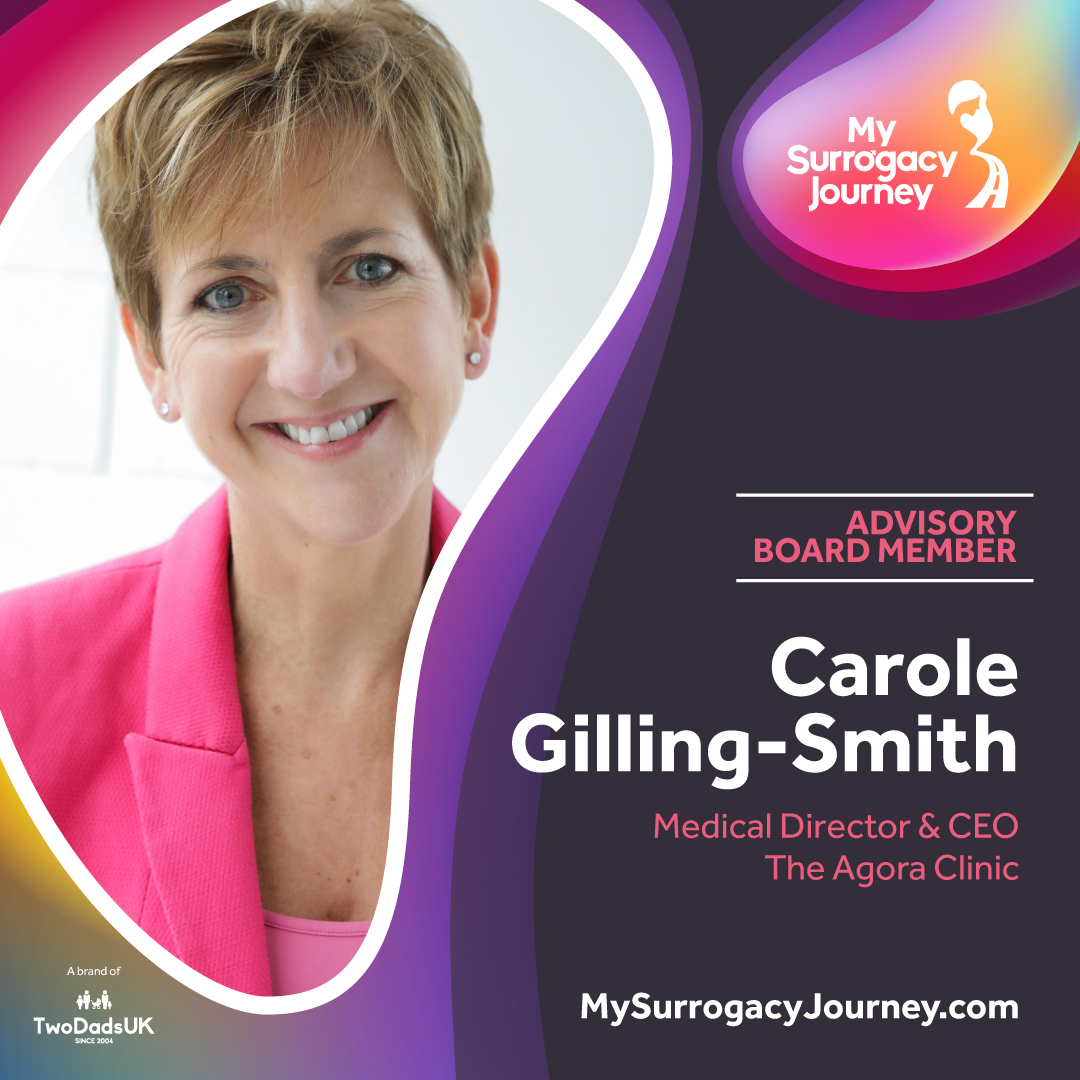 My
Surrogacy
Journey
ADVISORY
BOARD MEMBER
Carole
Gilling-Smith
Medical Director & CEO
The Agora Clinic
A brand of
TwoDadsUK
SINCE 2004
MySurrogacyJourney.com